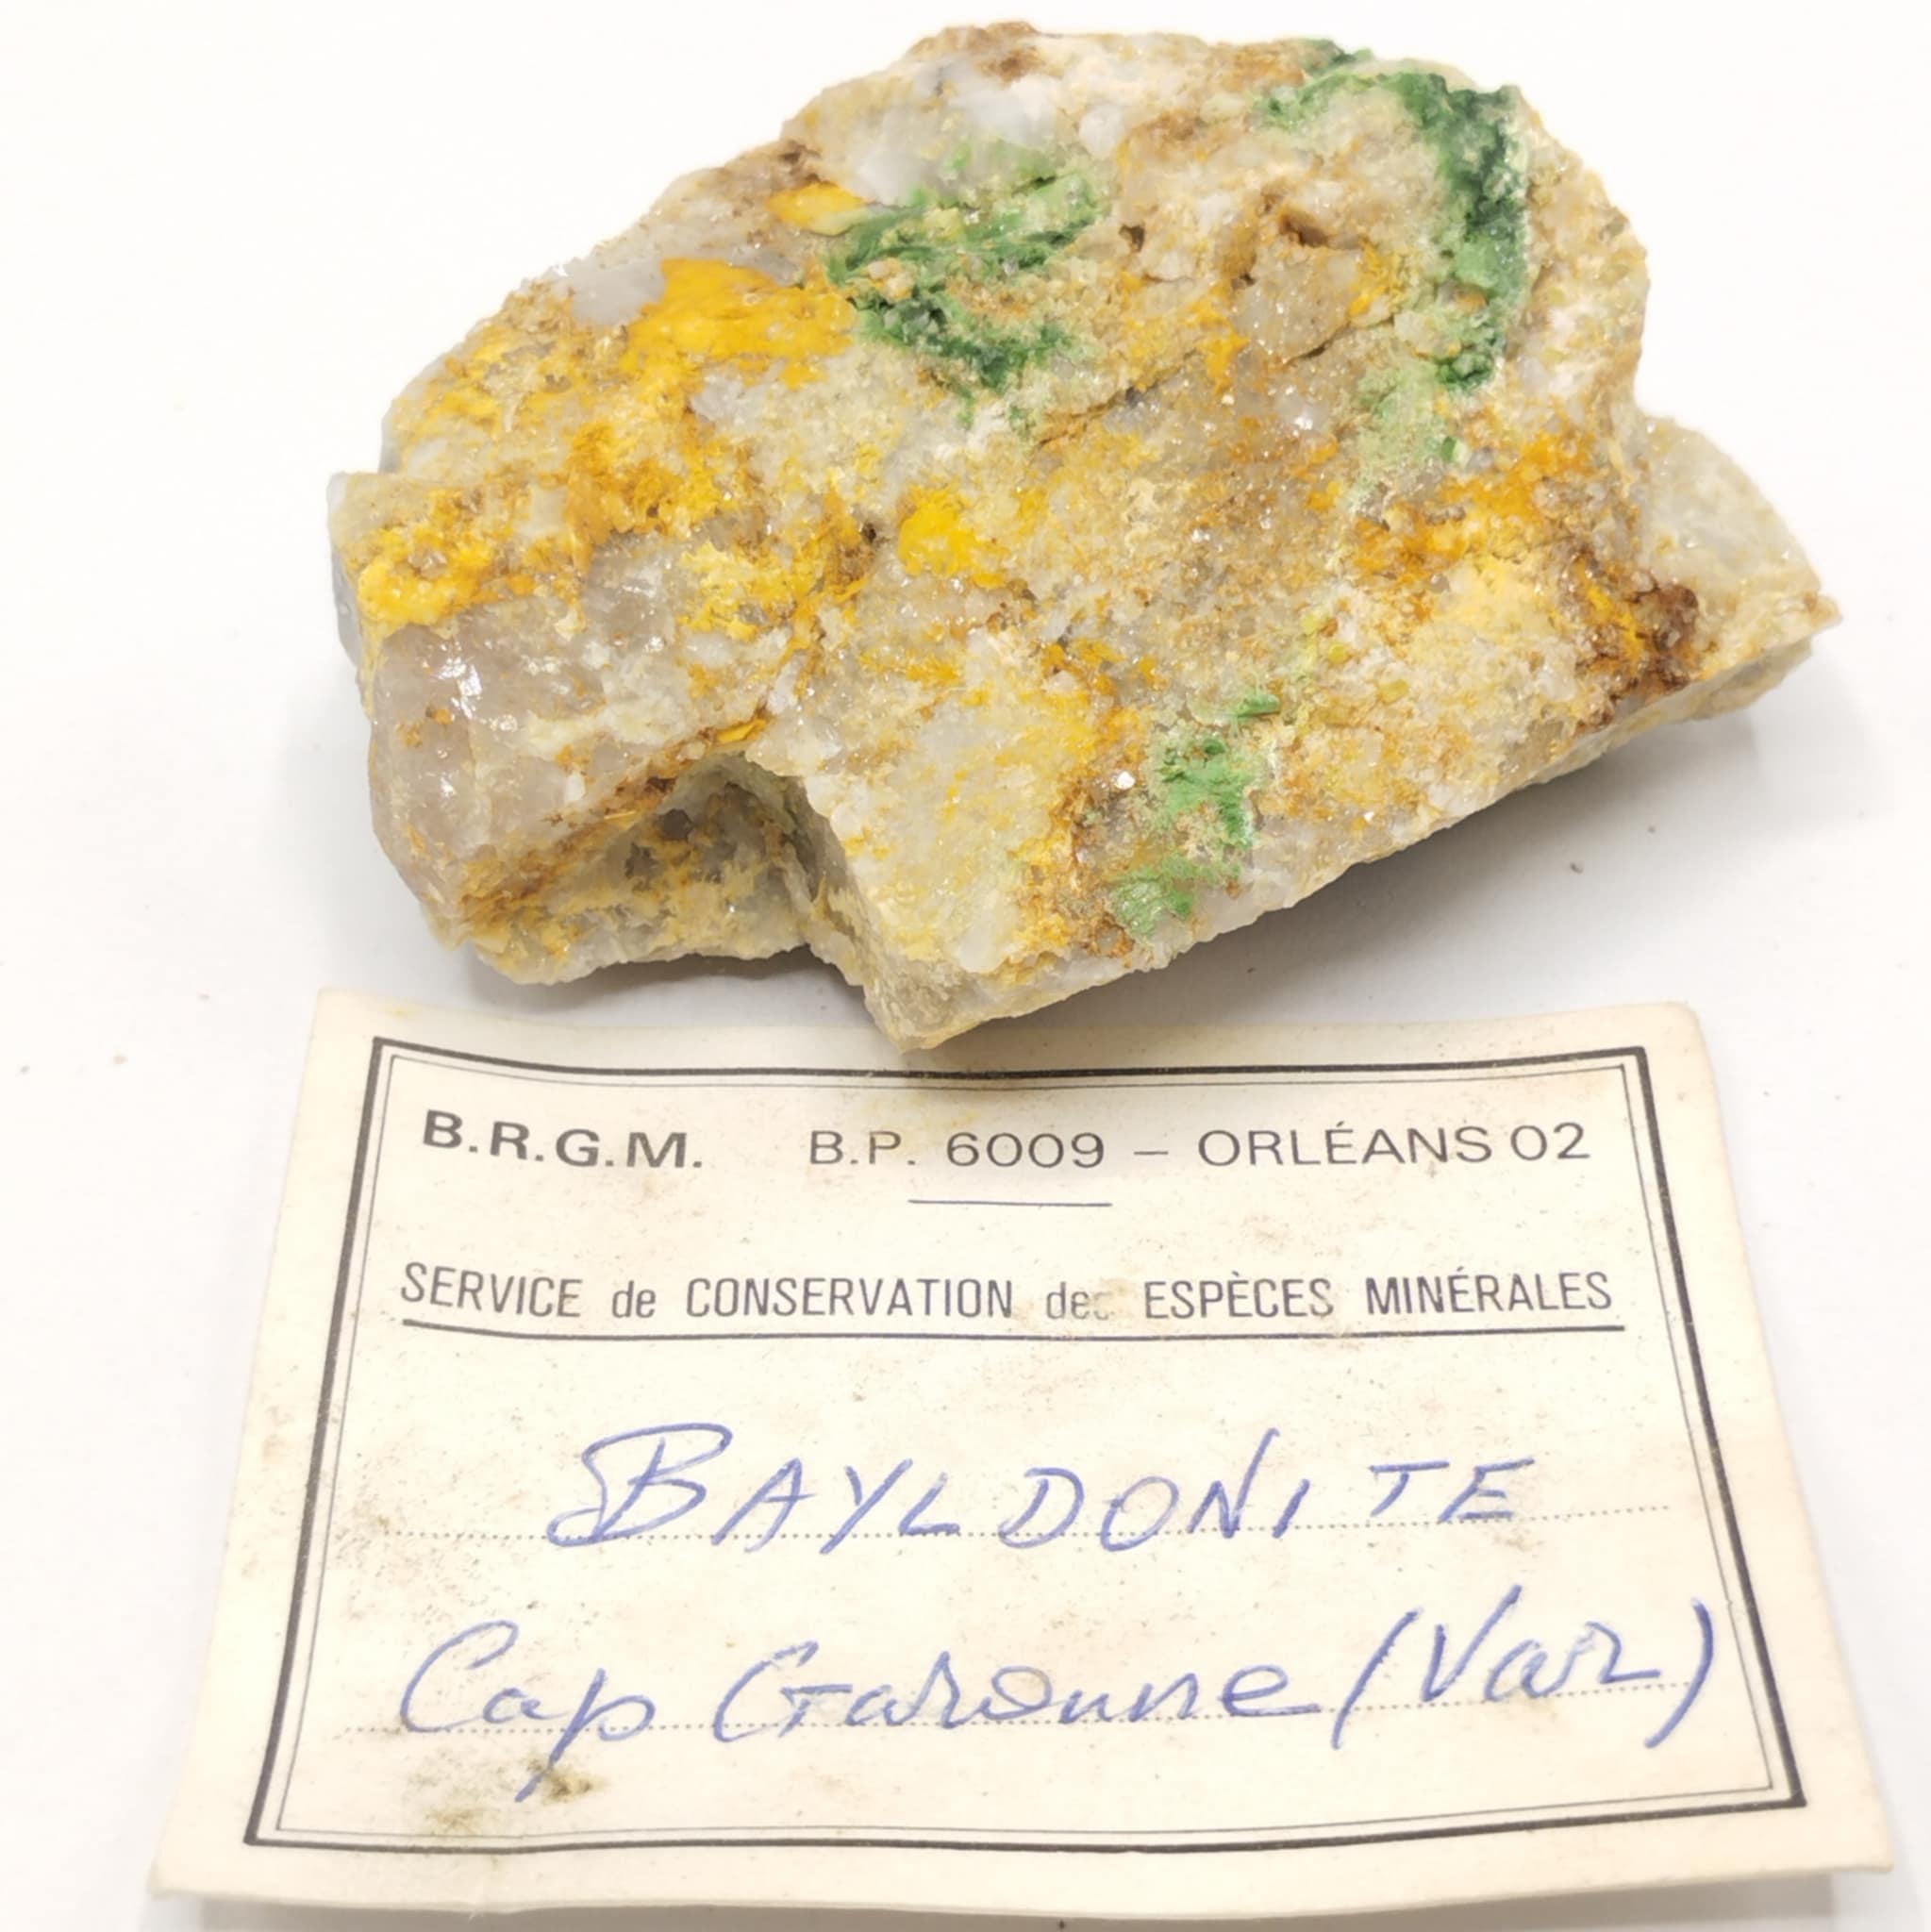 B.R.G.M. B.P. 6009 – ORLÉANS 02
SERVICE de CONSERVATION des ESPÈCES MINÉRALES
BAYLDONITE
Cap Garonne (Var)